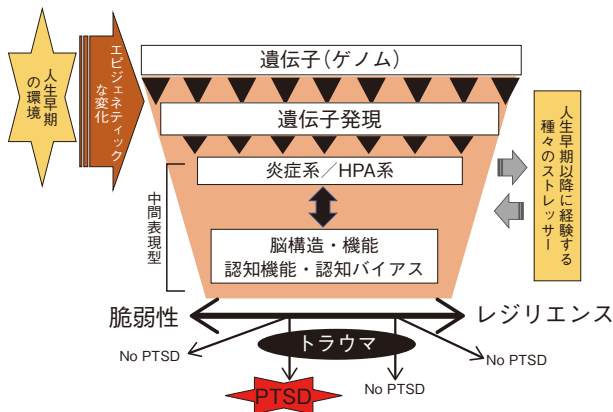 人生早期
の環境
エピジェネティック
な変化
遺伝子（ゲノム）
遺伝子発現
炎症系／HPA系
中間表現型
脳構造・機能
認知機能・認知バイアス
人生早期以降に経験する
種々のストレッサー
脆弱性
レジリエンス
トラウマ
No PTSD
PTSD
No PTSD
No PTSD